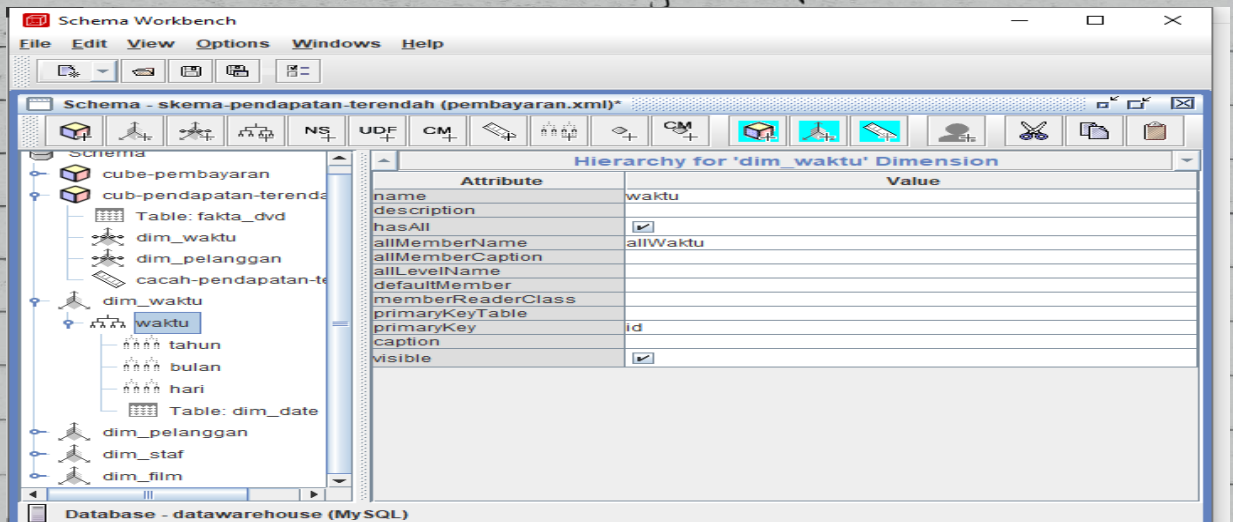 Schema Workbench
File Edit View Options Windows Help
Schema - skema-pendapatan-terendah (pembayaran.xml)*
NS UDF CM CM
Schema
cube-pembayaran
cub-pendapatan-terenda
Table: fakta_dvd
dim_waktu
dim_pelanggan
cacah-pendapatan-te
dim_waktu
waktu
tahun
bulan
hari
Table: dim_date
dim_pelanggan
dim_staf
dim_film
Hierarchy for 'dim_waktu' Dimension
Attribute Value
name waktu
description
hasAll
allMemberName allWaktu
allMemberCaption
allLevelName
defaultMember
memberReaderClass
primaryKeyTable
primaryKey id
caption
visible
Database - datawarehouse (MySQL)